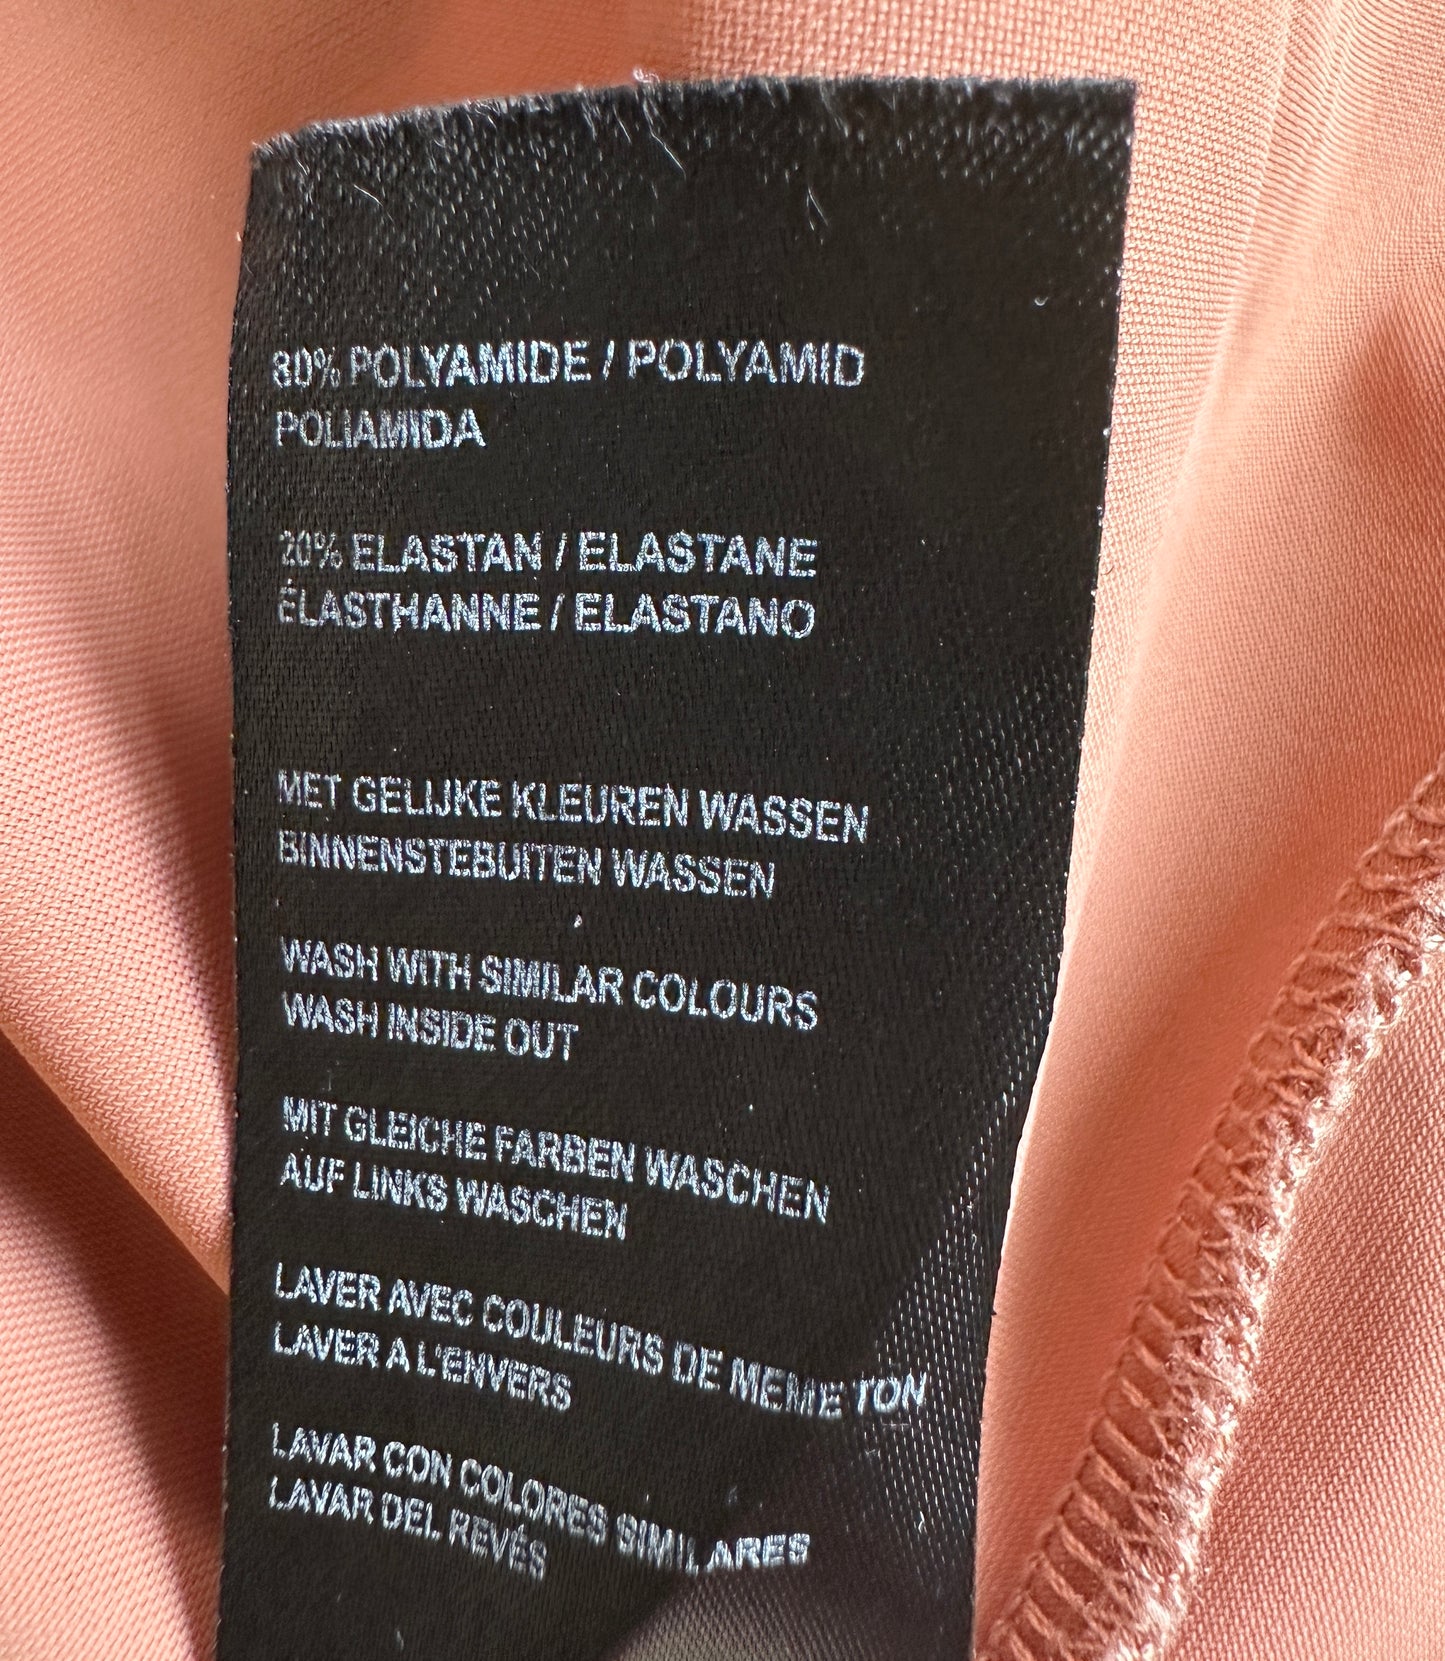 80% POLYAMIDE / POLYAMID
POLIAMIDA
20% ELASTAN / ELASTANE
ÉLASTHANNE / ELASTANO
MET GELIJKE KLEUREN WASSEN
BINNENSTEBUITEN WASSEN
WASH WITH SIMILAR COLOURS
WASH INSIDE OUT
MIT GLEICHE FARBEN WASCHEN
AUF LINKS WASCHEN
LAVER AVEC COULEURS DE MEME TON
LAVER A L'ENVERS
LAVAR CON COLORES SIMILARES
LAVAR DEL REVÉS